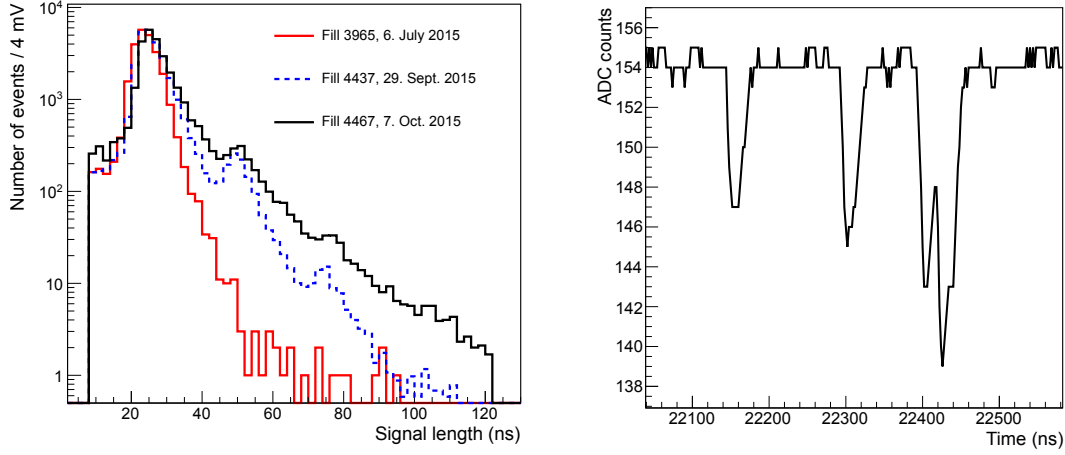 Number of events / 4 mV
10⁴
10³
10²
10
1
20 40 60 80 100 120
Signal length (ns)
Fill 3965, 6. July 2015
Fill 4437, 29. Sept. 2015
Fill 4467, 7. Oct. 2015
ADC counts
156
154
152
150
148
146
144
142
140
138
22100 22200 22300 22400 22500
Time (ns)